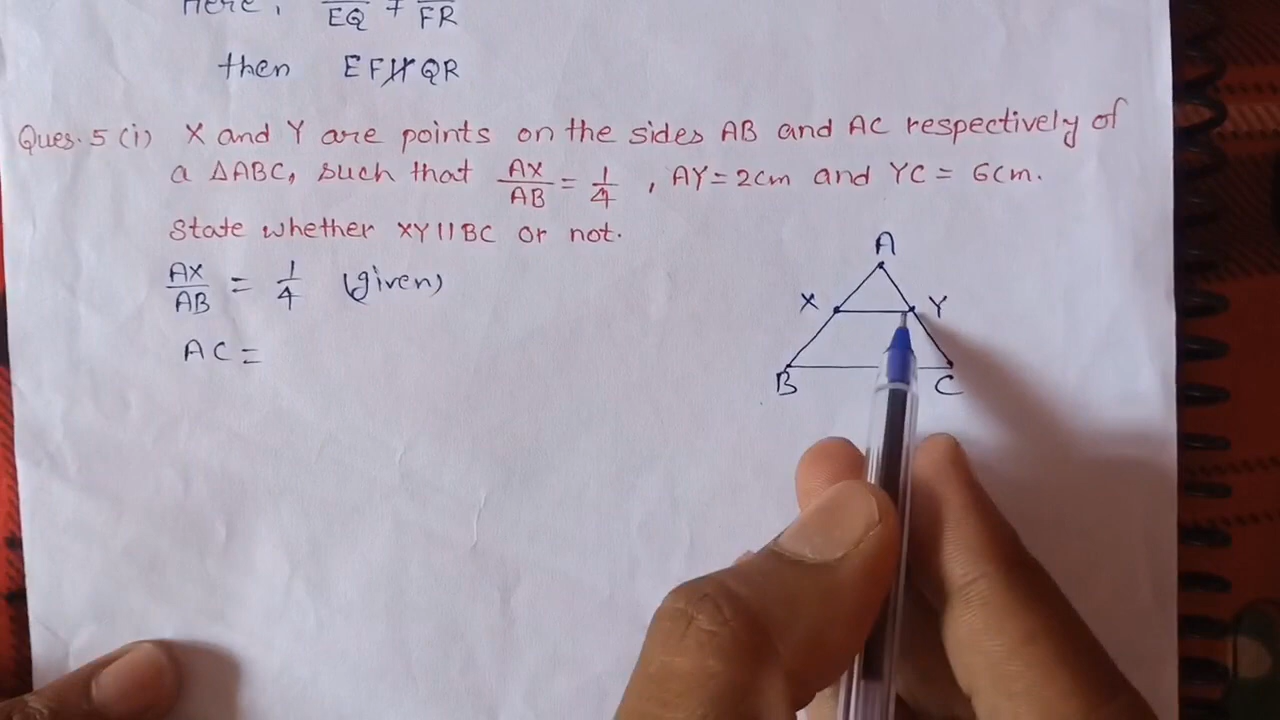 Here, EQ ≠ FR
then EF∦QR
Ques. 5 (i) X and Y are points on the sides AB and AC respectively of
a ΔABC, such that AX/AB = 1/4 , AY = 2cm and YC = 6cm.
State whether XY || BC or not.
AX/AB = 1/4 (given)
AC =
A
X Y
B C